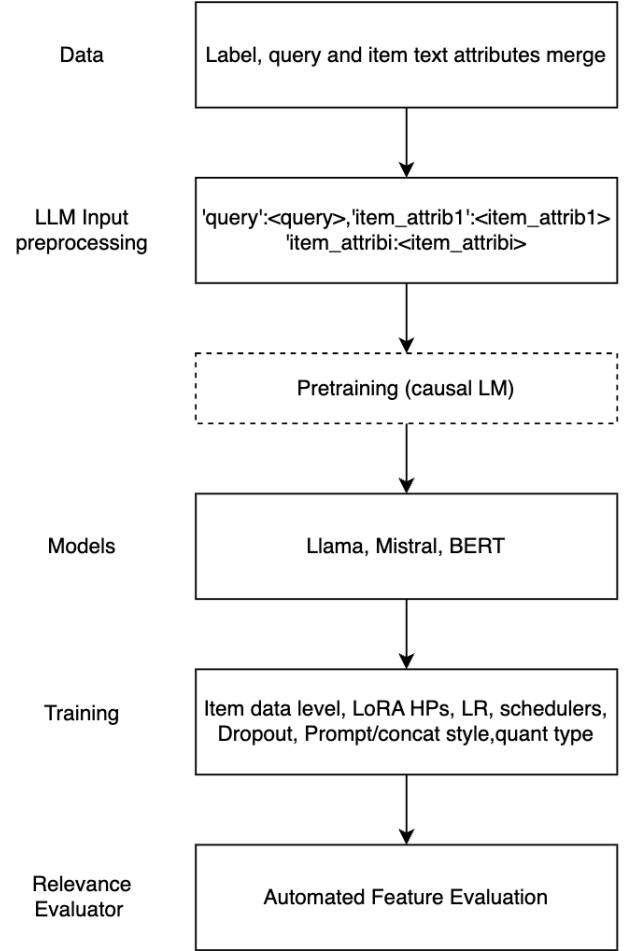 Data
Label, query and item text attributes merge
LLM Input
preprocessing
'query':<query>,'item_attrib1':<item_attrib1>
'item_attribi:<item_attribi>
Pretraining (causal LM)
Models
Llama, Mistral, BERT
Training
Item data level, LoRA HPs, LR, schedulers,
Dropout, Prompt/concat style,quant type
Relevance
Evaluator
Automated Feature Evaluation